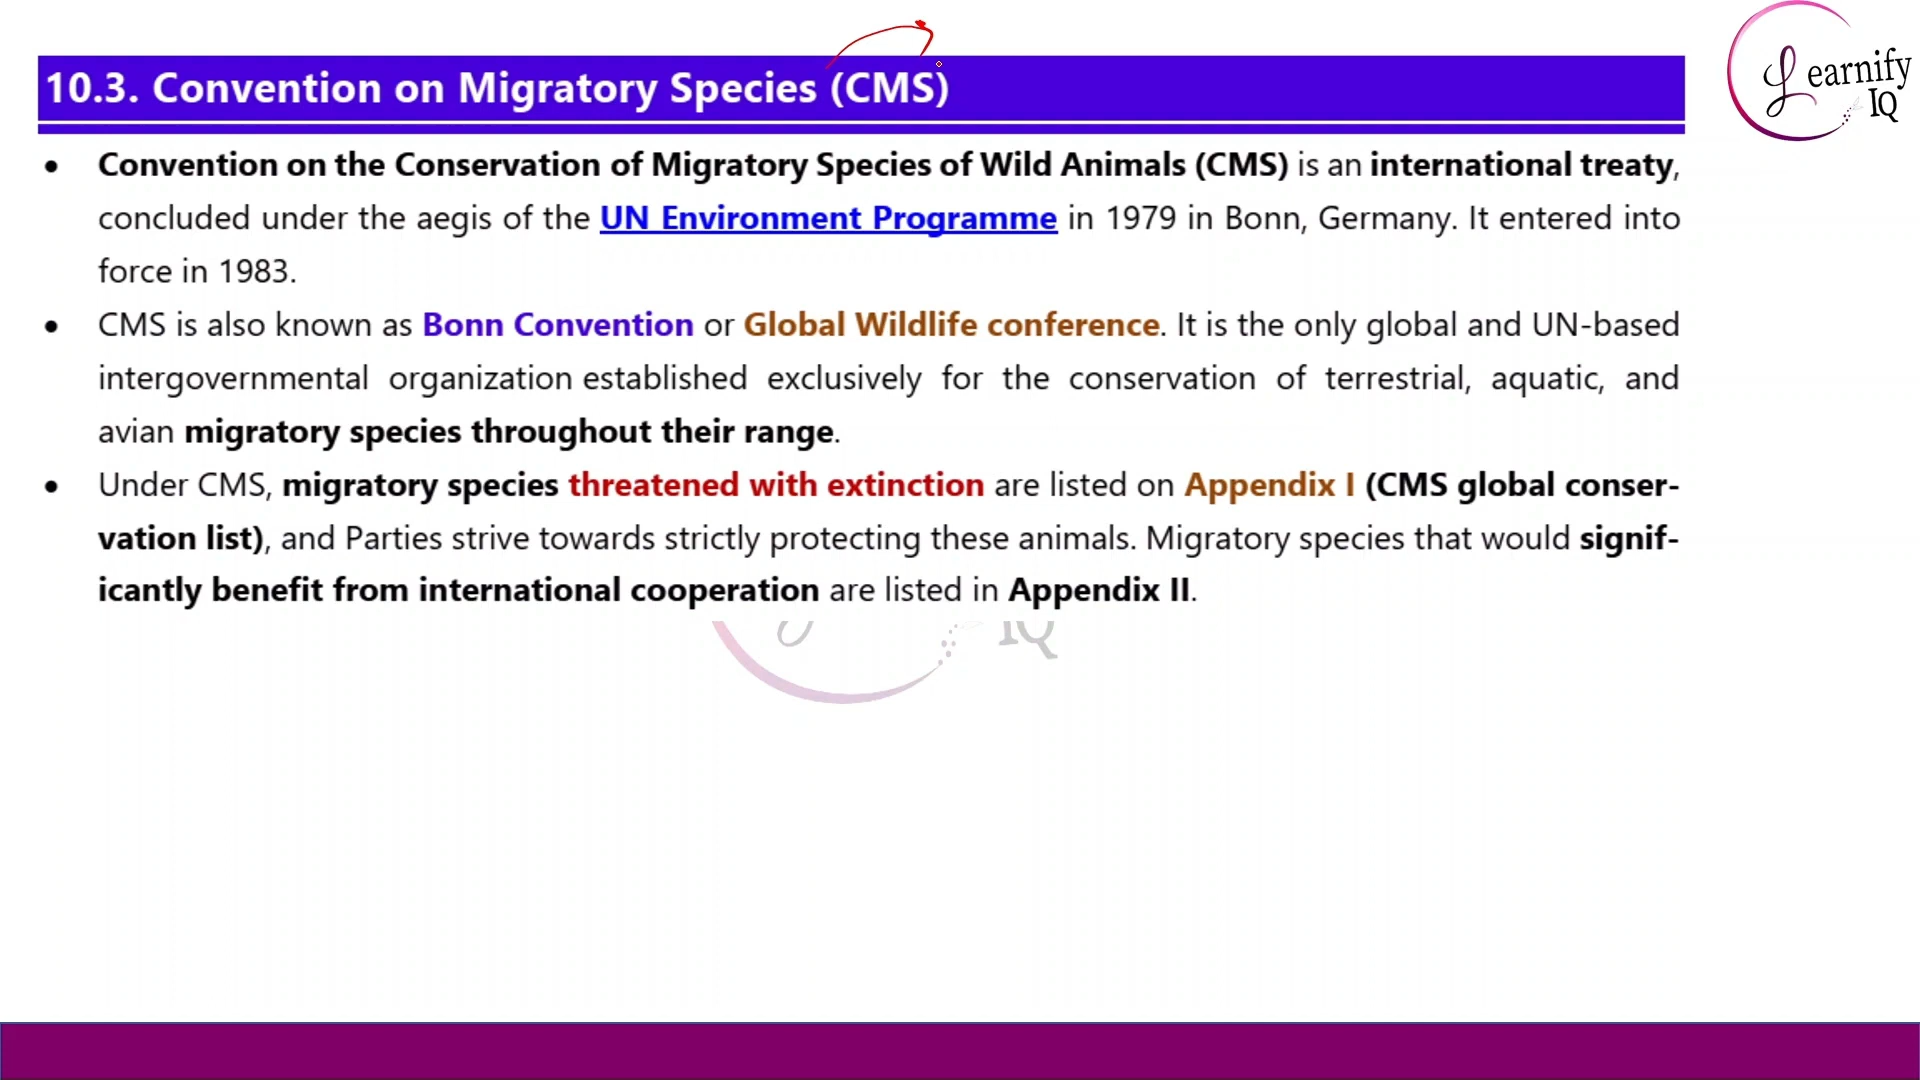 10.3. Convention on Migratory Species (CMS)
Learnify
IQ
• Convention on the Conservation of Migratory Species of Wild Animals (CMS) is an international treaty,
concluded under the aegis of the UN Environment Programme in 1979 in Bonn, Germany. It entered into
force in 1983.
• CMS is also known as Bonn Convention or Global Wildlife conference. It is the only global and UN-based
intergovernmental organization established exclusively for the conservation of terrestrial, aquatic, and
avian migratory species throughout their range.
• Under CMS, migratory species threatened with extinction are listed on Appendix I (CMS global conser-
vation list), and Parties strive towards strictly protecting these animals. Migratory species that would signif-
icantly benefit from international cooperation are listed in Appendix II.
IQ